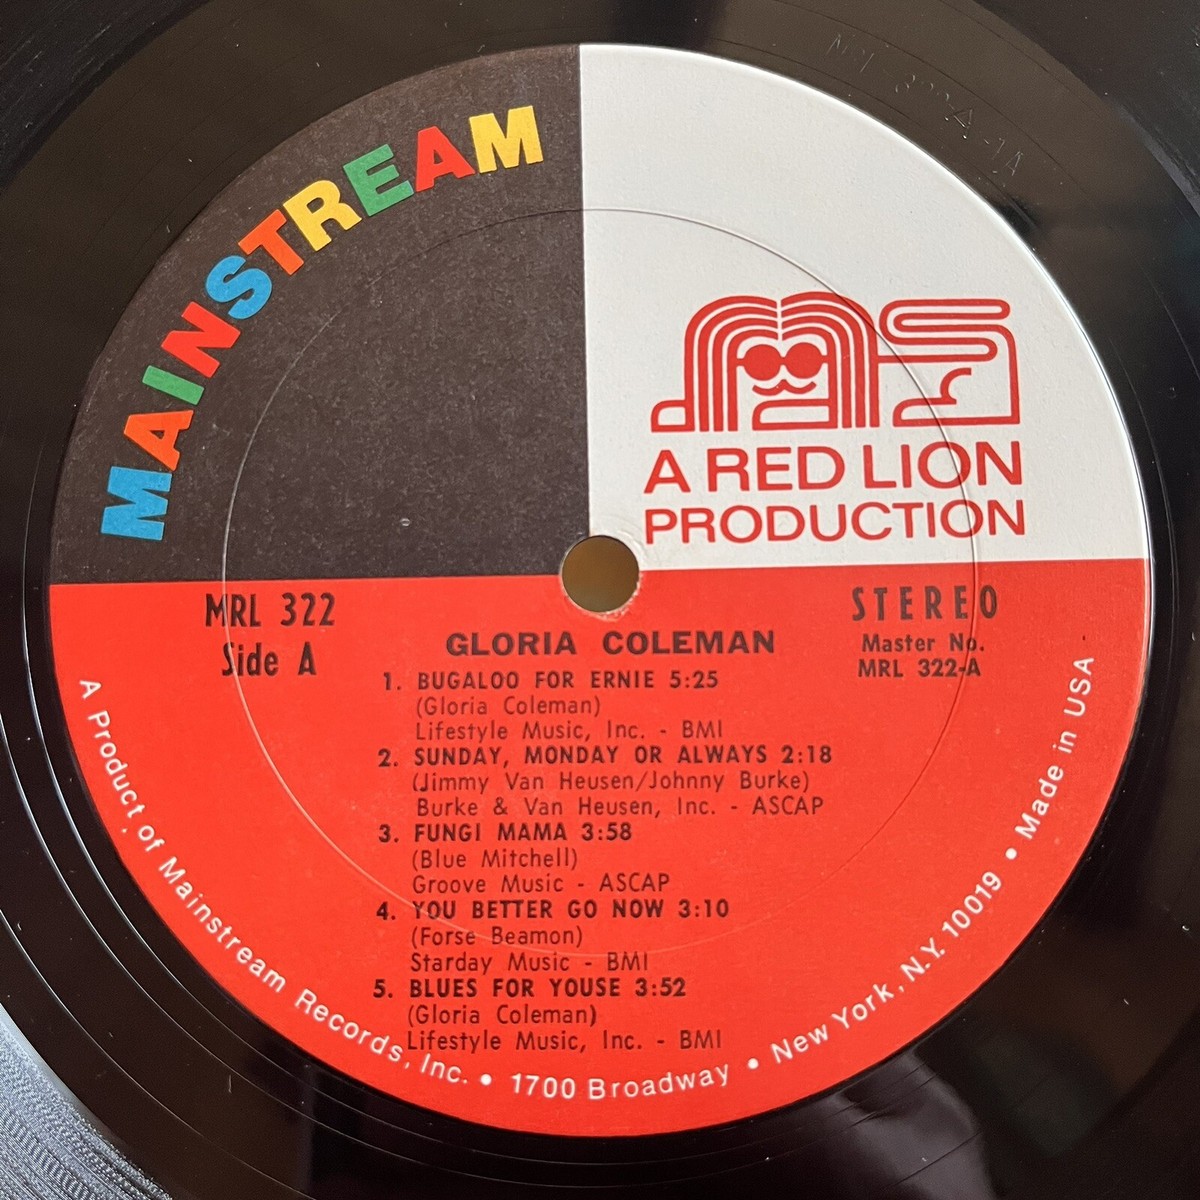 MAINSTREAM
A RED LION
PRODUCTION
MRL 322
Side A
STEREO
Master No.
MRL 322-A
GLORIA COLEMAN
1. BUGALOO FOR ERNIE 5:25
(Gloria Coleman)
Lifestyle Music, Inc. - BMI
2. SUNDAY, MONDAY OR ALWAYS 2:18
(Jimmy Van Heusen/Johnny Burke)
Burke & Van Heusen, Inc. - ASCAP
3. FUNGI MAMA 3:58
(Blue Mitchell)
Groove Music - ASCAP
4. YOU BETTER GO NOW 3:10
(Forse Beamon)
Starday Music - BMI
5. BLUES FOR YOUSE 3:52
(Gloria Coleman)
Lifestyle Music, Inc. - BMI
A Product of Mainstream Records, Inc. • 1700 Broadway • New York, N.Y. 10019 • Made in USA